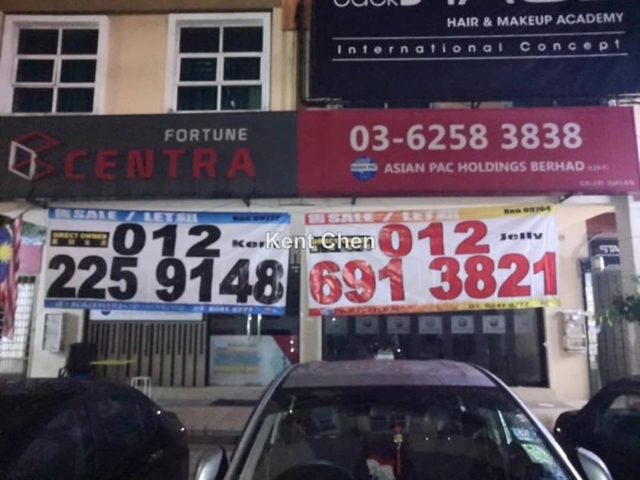 HAIR & MAKEUP ACADEMY
International Concept
FORTUNE
CENTRA
03-6258 3838
ASIAN PAC HOLDINGS BERHAD
SALE / LET
DIRECT OWNER
012
225 9148
SALE / LET
012
Jelly
691 3821
Kent Chen